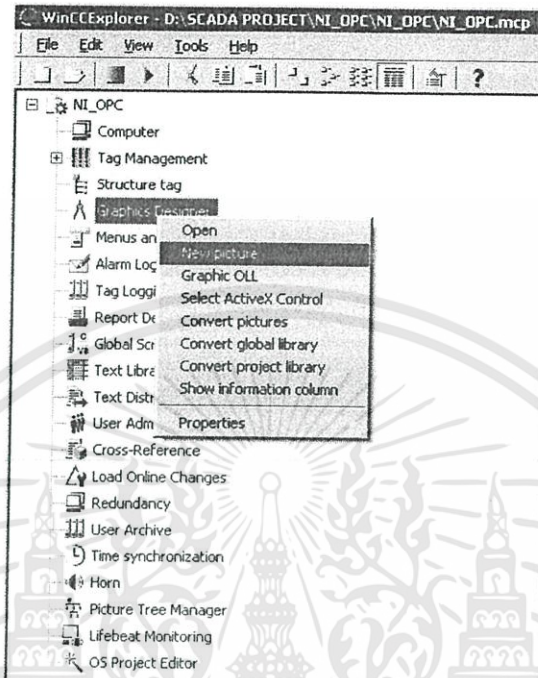 WinCCExplorer - D:\SCADA PROJECT\NI_OPC\NI_OPC\NI_OPC.mcp
File Edit View Tools Help
NI_OPC
Computer
Tag Management
Structure tag
Graphics Designer
Open
Menus an
New picture
Alarm Log
Graphic OLL
Tag Loggi
Select ActiveX Control
Report De
Convert pictures
Global Scr
Convert global library
Text Libra
Convert project library
Text Distr
Show information column
User Adm
Properties
Cross-Reference
Load Online Changes
Redundancy
User Archive
Time synchronization
Horn
Picture Tree Manager
Lifebeat Monitoring
OS Project Editor